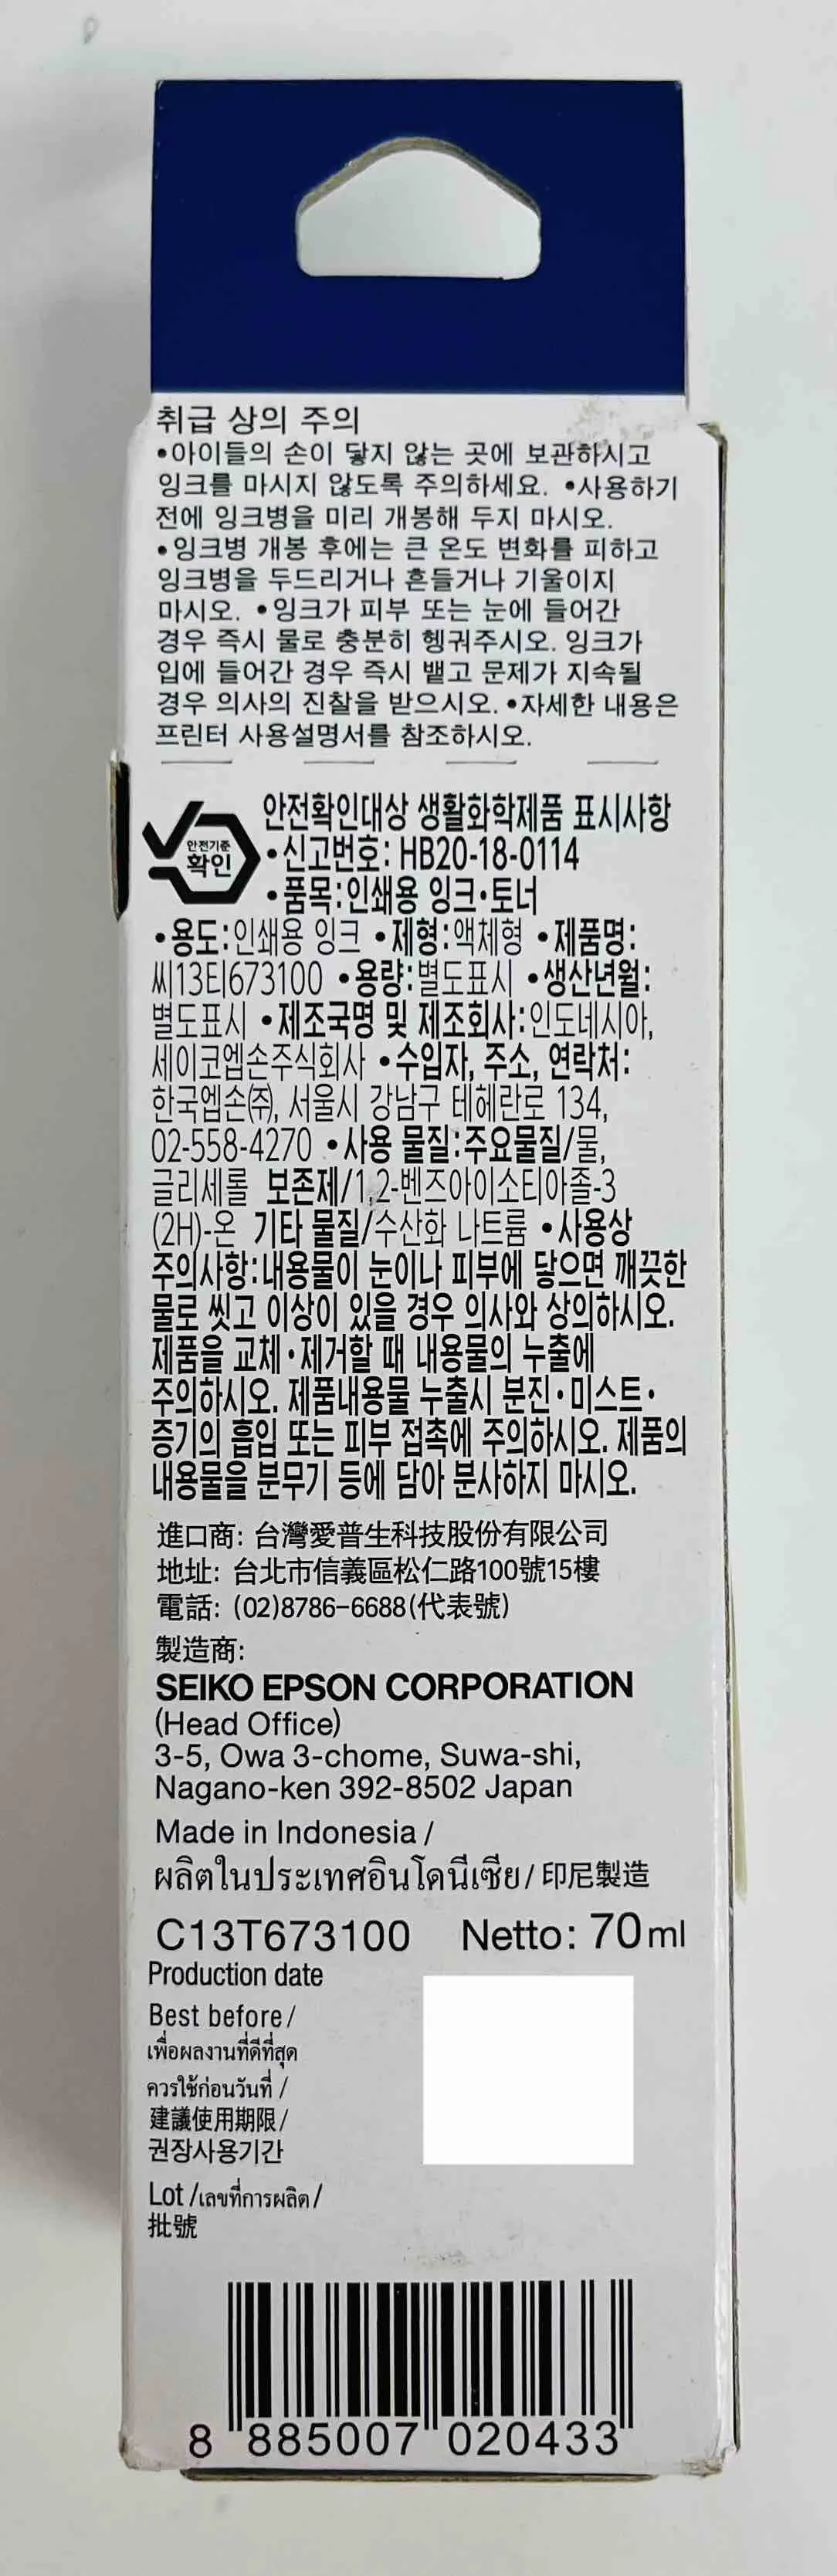 취급 상의 주의
•아이들의 손이 닿지 않는 곳에 보관하시고
잉크를 마시지 않도록 주의하세요. •사용하기
전에 잉크병을 미리 개봉해 두지 마시오.
•잉크병 개봉 후에는 큰 온도 변화를 피하고
잉크병을 두드리거나 흔들거나 기울이지
마시오. •잉크가 피부 또는 눈에 들어간
경우 즉시 물로 충분히 헹궈주시오. 잉크가
입에 들어간 경우 즉시 뱉고 문제가 지속될
경우 의사의 진찰을 받으시오. •자세한 내용은
프린터 사용설명서를 참조하시오.
안전기준
확인
안전확인대상 생활화학제품 표시사항
•신고번호: HB20-18-0114
•품목:인쇄용 잉크•토너
•용도:인쇄용 잉크 •제형:액체형 •제품명:
씨13티673100 •용량:별도표시 •생산년월:
별도표시 •제조국명 및 제조회사:인도네시아,
세이코엡손주식회사 •수입자, 주소, 연락처:
한국엡손㈜, 서울시 강남구 테헤란로 134,
02-558-4270 •사용 물질:주요물질/물,
글리세롤 보존제/1,2-벤즈아이소티아졸-3
(2H)-온 기타 물질/수산화 나트륨 •사용상
주의사항:내용물이 눈이나 피부에 닿으면 깨끗한
물로 씻고 이상이 있을 경우 의사와 상의하시오.
제품을 교체•제거할 때 내용물의 누출에
주의하시오. 제품내용물 누출시 분진•미스트•
증기의 흡입 또는 피부 접촉에 주의하시오. 제품의
내용물을 분무기 등에 담아 분사하지 마시오.
進口商: 台灣愛普生科技股份有限公司
地址: 台北市信義區松仁路100號15樓
電話: (02)8786-6688(代表號)
製造商:
SEIKO EPSON CORPORATION
(Head Office)
3-5, Owa 3-chome, Suwa-shi,
Nagano-ken 392-8502 Japan
Made in Indonesia /
ผลิตในประเทศอินโดนีเซีย/ 印尼製造
C13T673100 Netto: 70 ml
Production date
Best before /
เพื่อผลงานที่ดีที่สุด
ควรใช้ก่อนวันที่ /
建議使用期限/
권장사용기간
Lot /เลขที่การผลิต/
批號
8 885007 020433